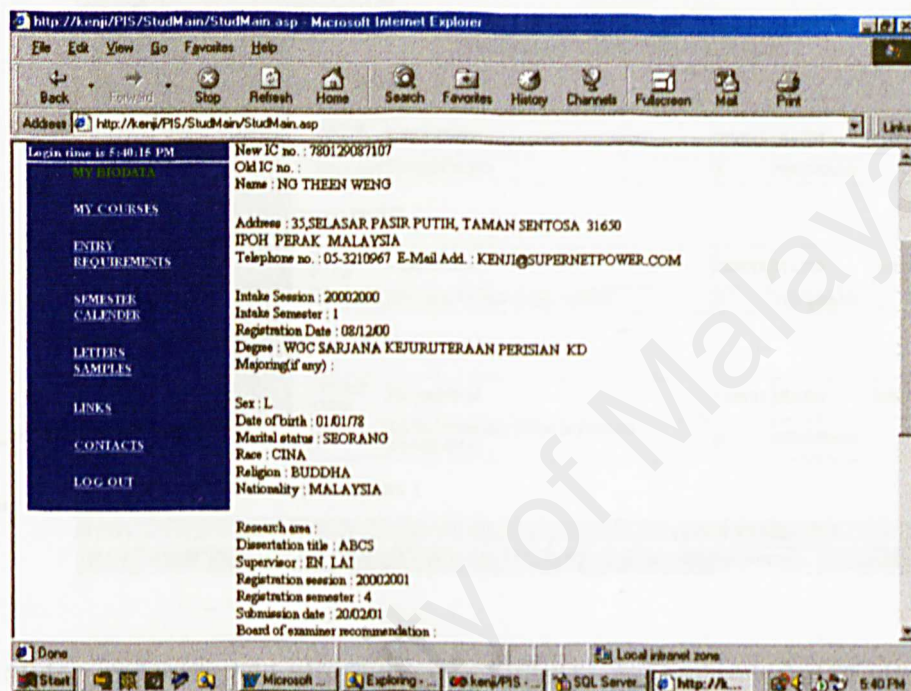 http://kenji/PIS/StudMain/StudMain.asp - Microsoft Internet Explorer
File Edit View Go Favorites Help
Back Forward Stop Refresh Home Search Favorites History Channels Fullscreen Mail Print
Address http://kenji/PIS/StudMain/StudMain.asp Links
Login time is 5:40:15 PM
MY BIODATA
MY COURSES
ENTRY
REQUIREMENTS
SEMESTER
CALENDER
LETTERS
SAMPLES
LINKS
CONTACTS
LOG OUT
New IC no. : 780129087107
Old IC no. :
Name : NG THEEN WENG
Address : 35,SELASAR PASIR PUTIH, TAMAN SENTOSA 31650
IPOH PERAK MALAYSIA
Telephone no. : 05-3210967 E-Mail Add. : KENJI@SUPERNETPOWER.COM
Intake Session : 20002000
Intake Semester : 1
Registration Date : 08/12/00
Degree : WGC SARJANA KEJURUTERAAN PERISIAN KD
Majoring(if any) :
Sex : L
Date of birth : 01/01/78
Marital status : SEORANG
Race : CINA
Religion : BUDDHA
Nationality : MALAYSIA
Research area :
Dissertation title : ABCS
Supervisor : EN. LAI
Registration session : 20002001
Registration semester : 4
Submission date : 20/02/01
Board of examiner recommendation :
Done Local intranet zone
Start Microsoft ... Exploring - ... kenji/PIS - ... SQL Server... http://k... 5:40 PM
ty of Malaya